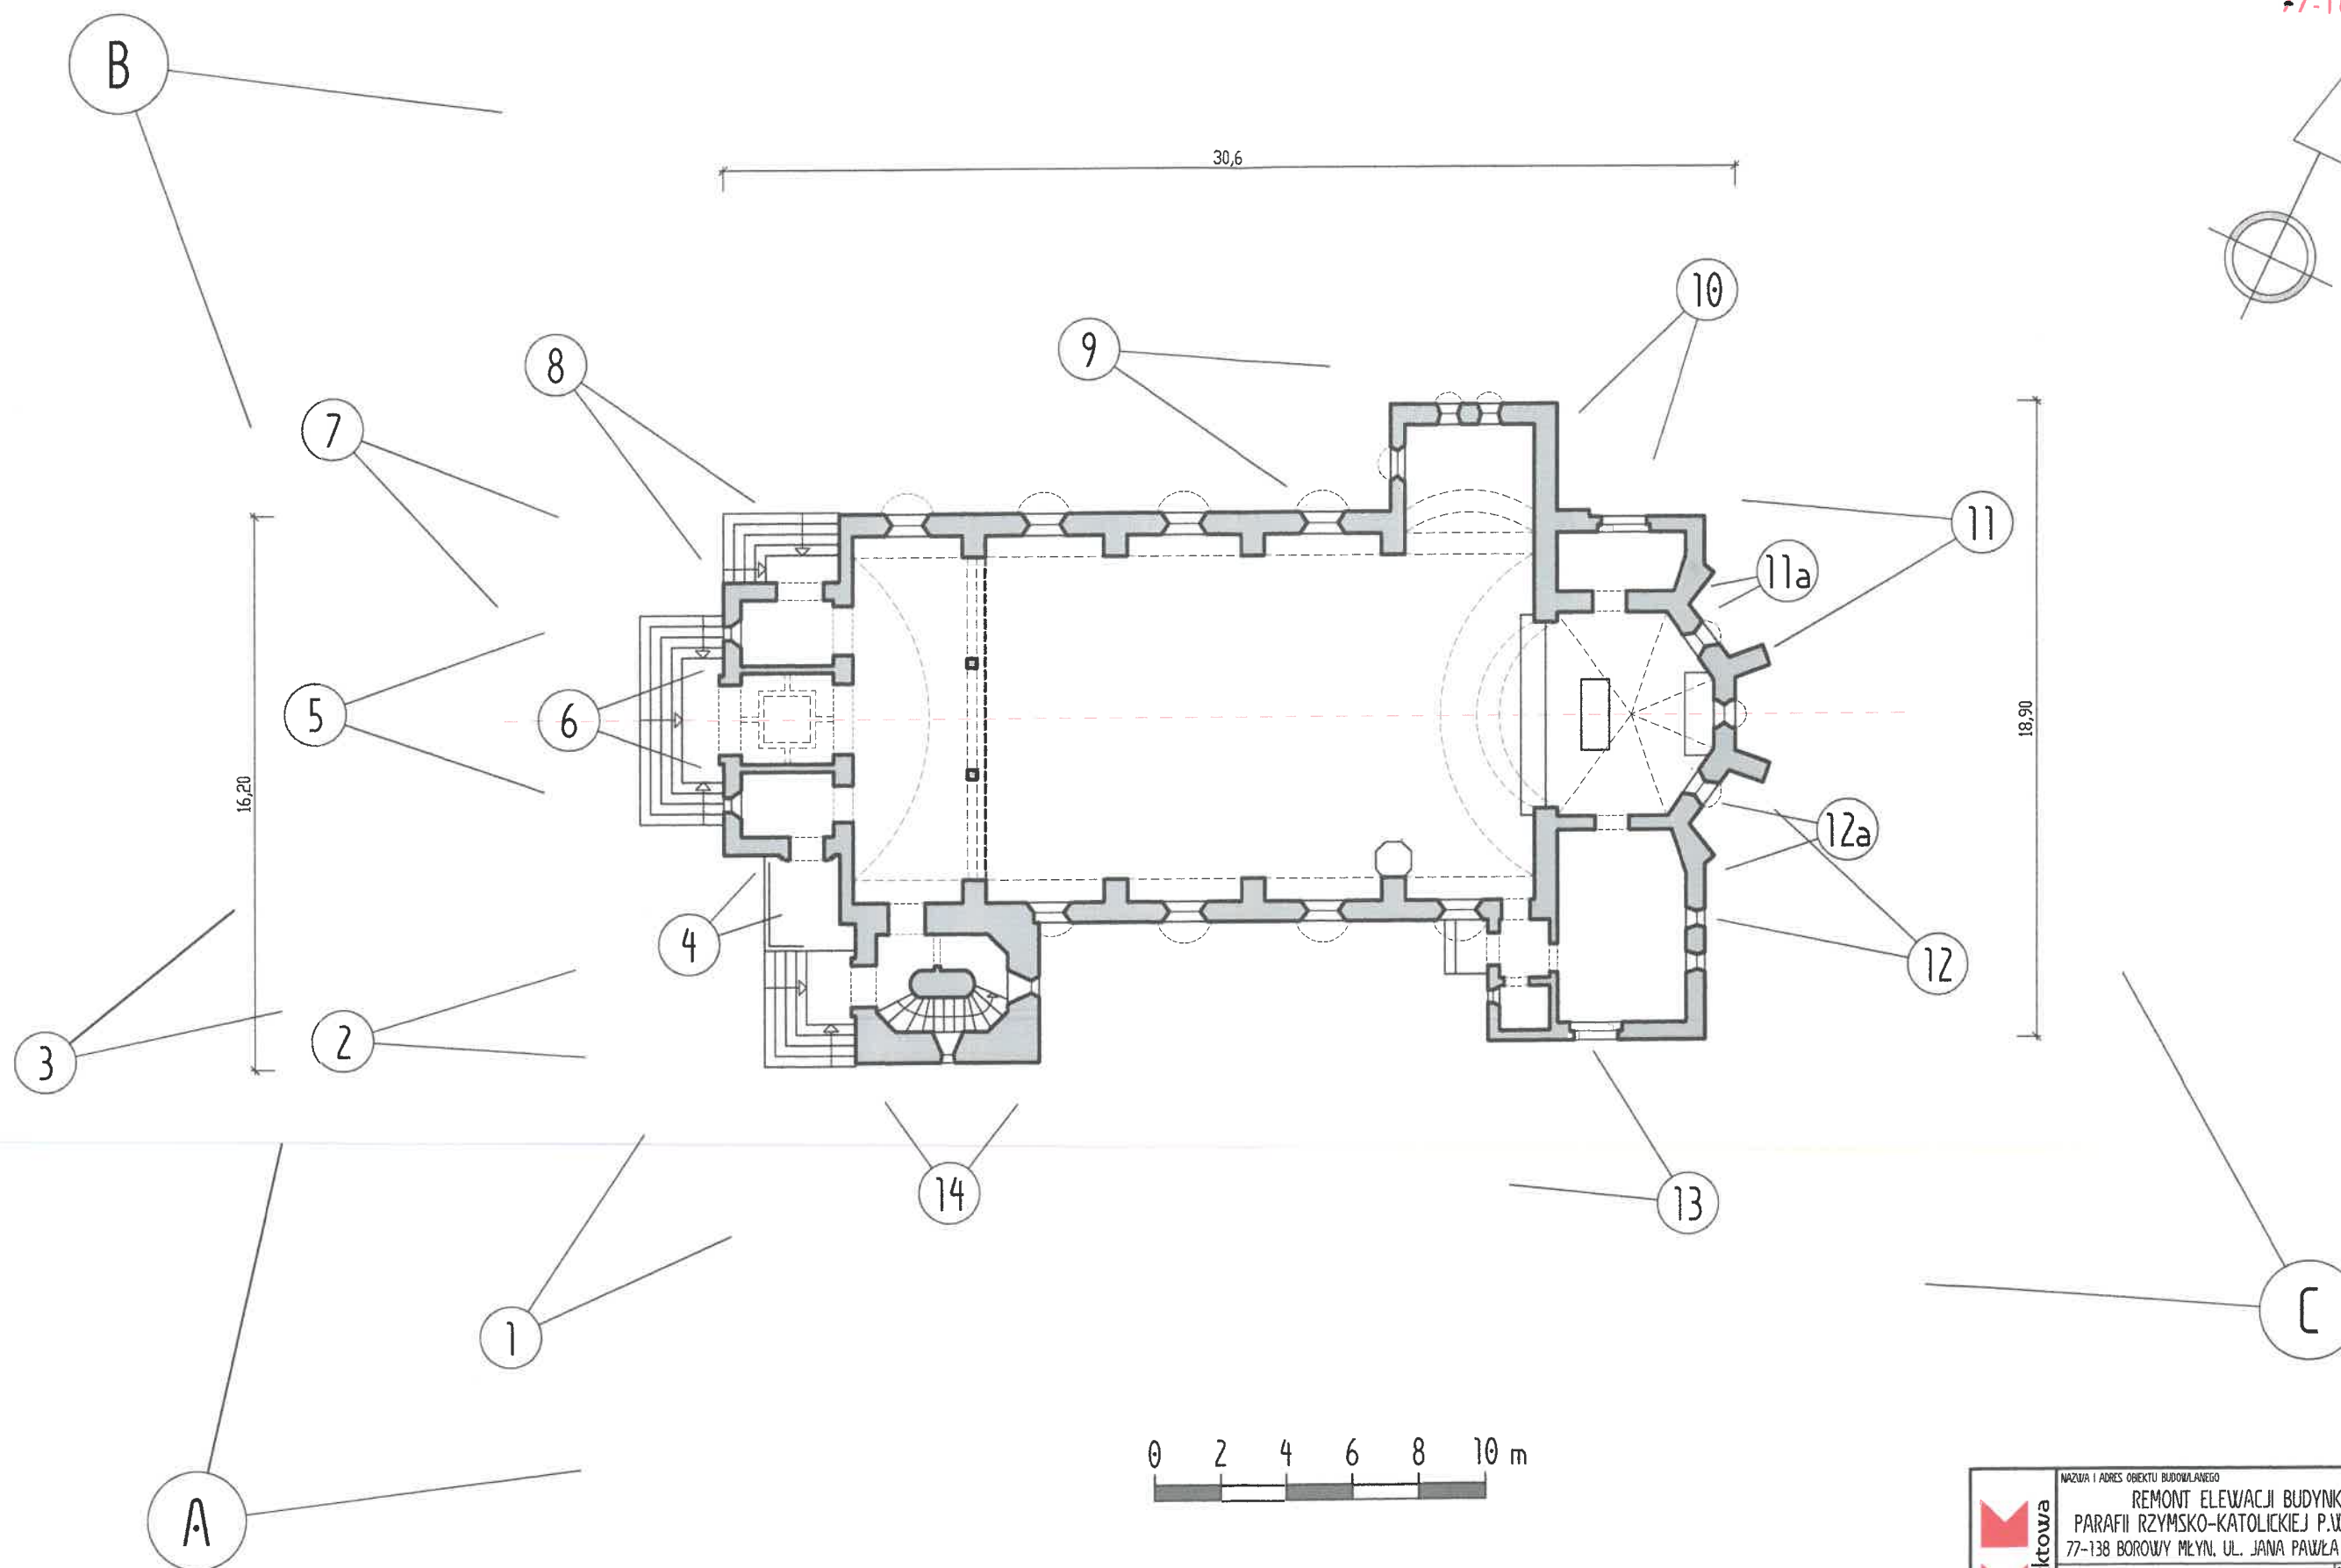 B
30,6
10
9
8
7
11
11a
5
6
18,90
16,20
12a
4
12
3
2
14
13
1
C
0 2 4 6 8 10 m
A
NAZWA I ADRES OBIEKTU BUDOWLANEGO
REMONT ELEWACJI BUDYNK
PARAFII RZYMSKO-KATOLICKIEJ P.W
77-138 BOROWY MŁYN, UL. JANA PAWŁA
ktowa